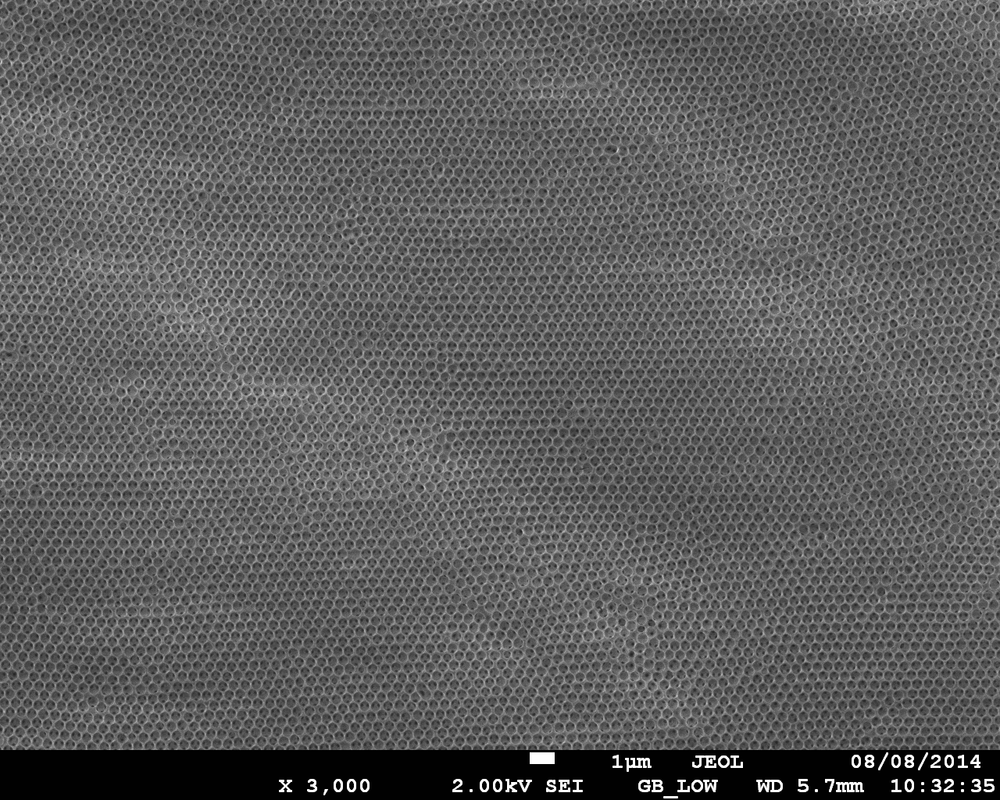 1μm JEOL 08/08/2014
X 3,000 2.00kV SEI GB_LOW WD 5.7mm 10:32:35